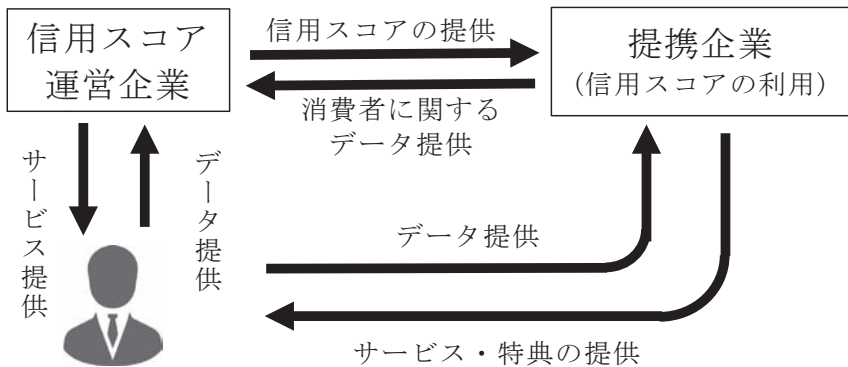 信用スコア
運営企業
信用スコアの提供
消費者に関する
データ提供
提携企業
(信用スコアの利用)
サービス提供
データ提供
データ提供
サービス・特典の提供